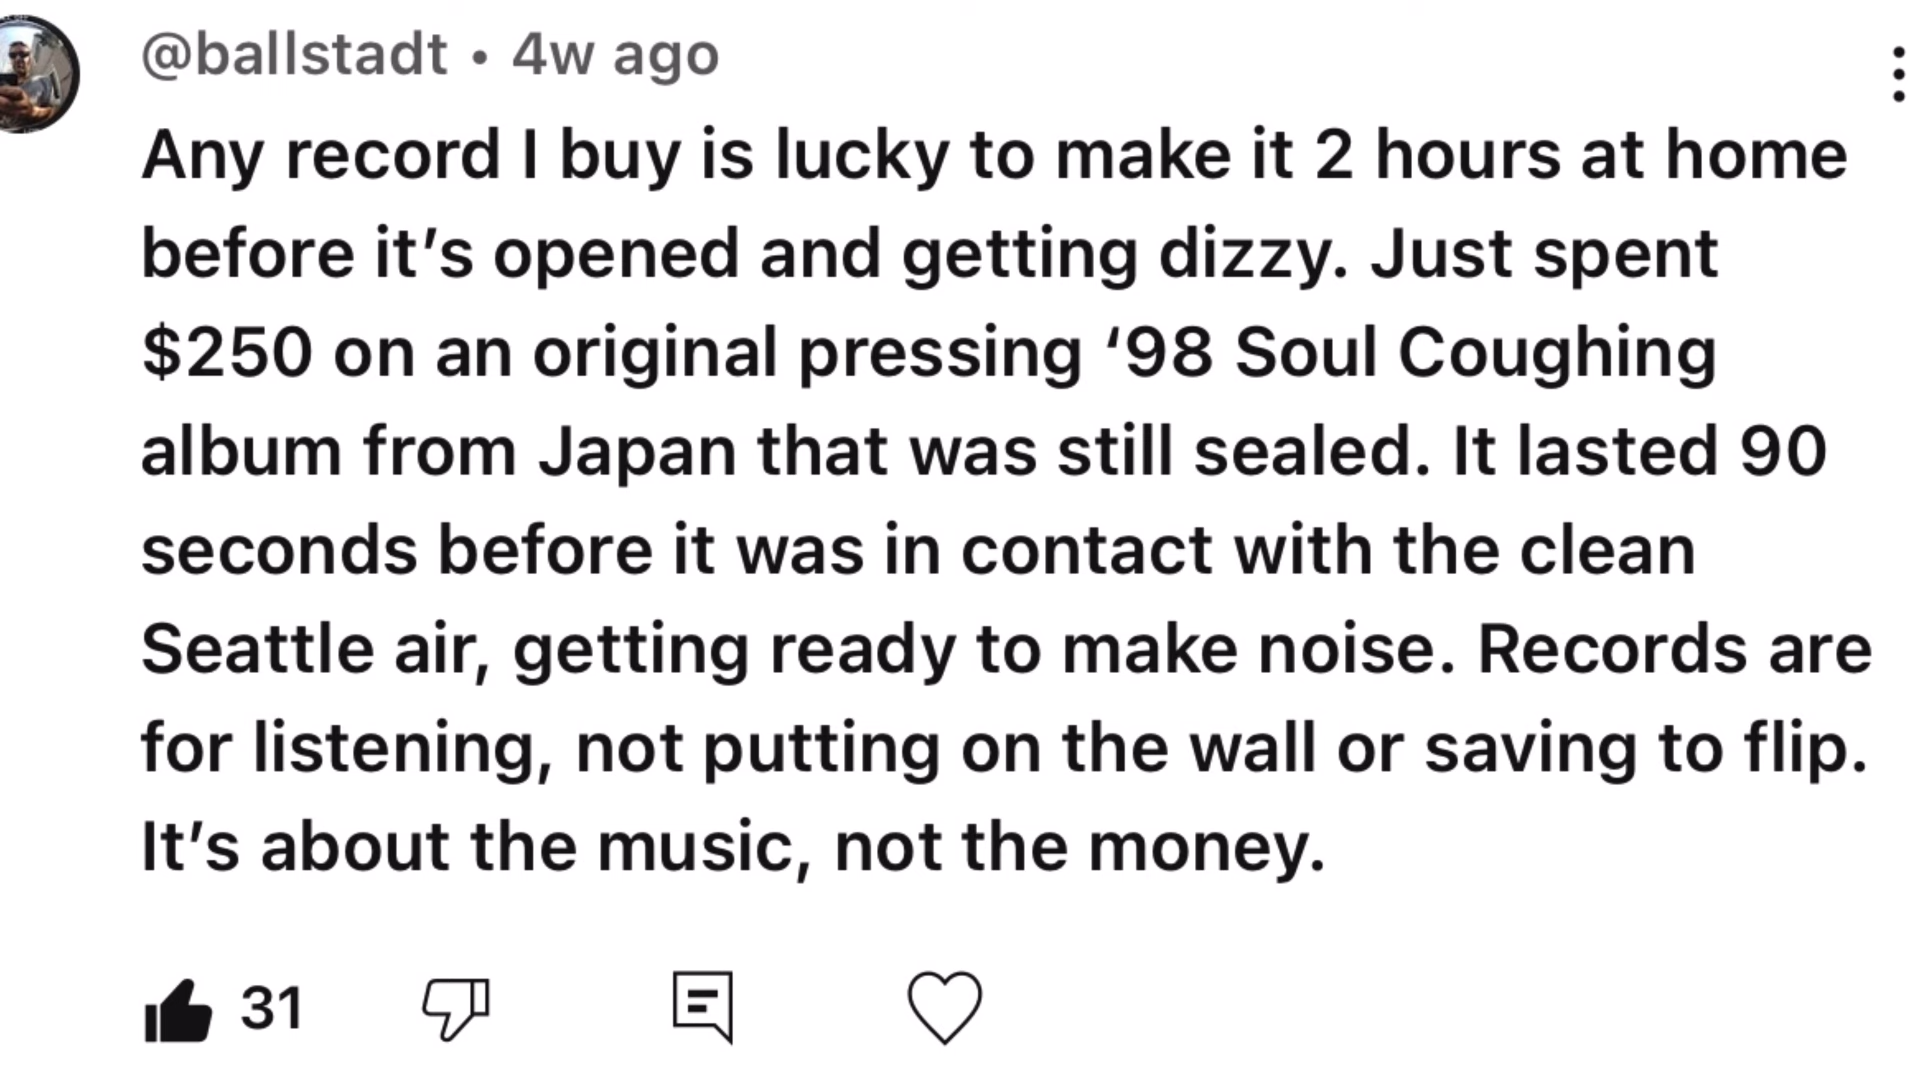 @ballstadt • 4w ago
Any record I buy is lucky to make it 2 hours at home
before it’s opened and getting dizzy. Just spent
$250 on an original pressing ‘98 Soul Coughing
album from Japan that was still sealed. It lasted 90
seconds before it was in contact with the clean
Seattle air, getting ready to make noise. Records are
for listening, not putting on the wall or saving to flip.
It’s about the music, not the money.
31